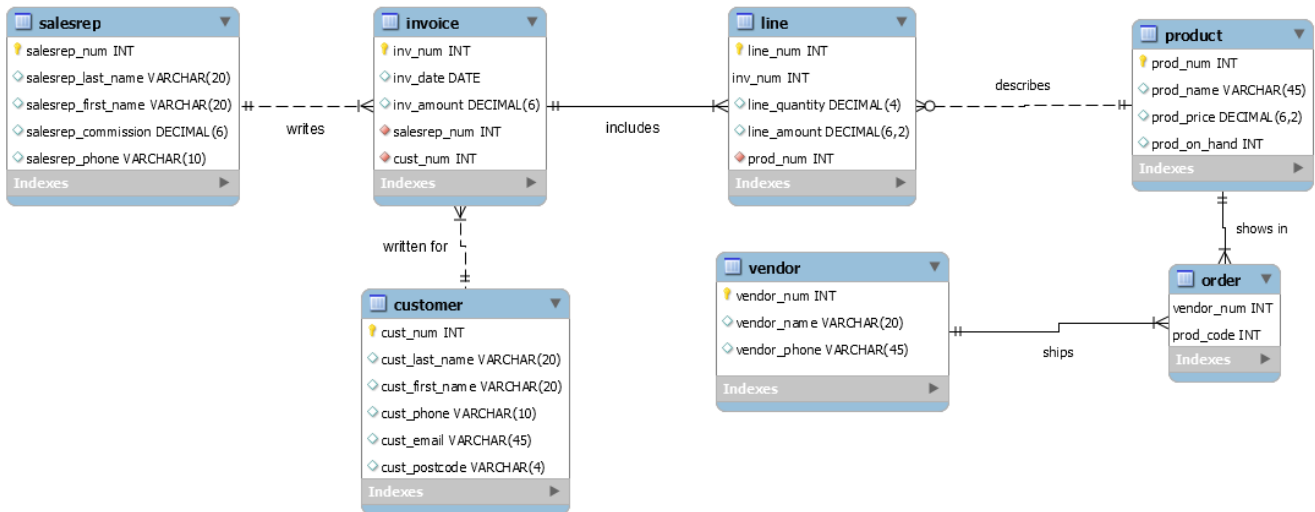 salesrep
salesrep_num INT
salesrep_last_name VARCHAR(20)
salesrep_first_name VARCHAR(20)
salesrep_commission DECIMAL(6)
salesrep_phone VARCHAR(10)
Indexes
writes
invoice
inv_num INT
inv_date DATE
inv_amount DECIMAL(6)
salesrep_num INT
cust_num INT
Indexes
includes
line
line_num INT
inv_num INT
line_quantity DECIMAL(4)
line_amount DECIMAL(6,2)
prod_num INT
Indexes
describes
product
prod_num INT
prod_name VARCHAR(45)
prod_price DECIMAL(6,2)
prod_on_hand INT
Indexes
written for
shows in
customer
cust_num INT
cust_last_name VARCHAR(20)
cust_first_name VARCHAR(20)
cust_phone VARCHAR(10)
cust_email VARCHAR(45)
cust_postcode VARCHAR(4)
Indexes
vendor
vendor_num INT
vendor_name VARCHAR(20)
vendor_phone VARCHAR(45)
Indexes
ships
order
vendor_num INT
prod_code INT
Indexes